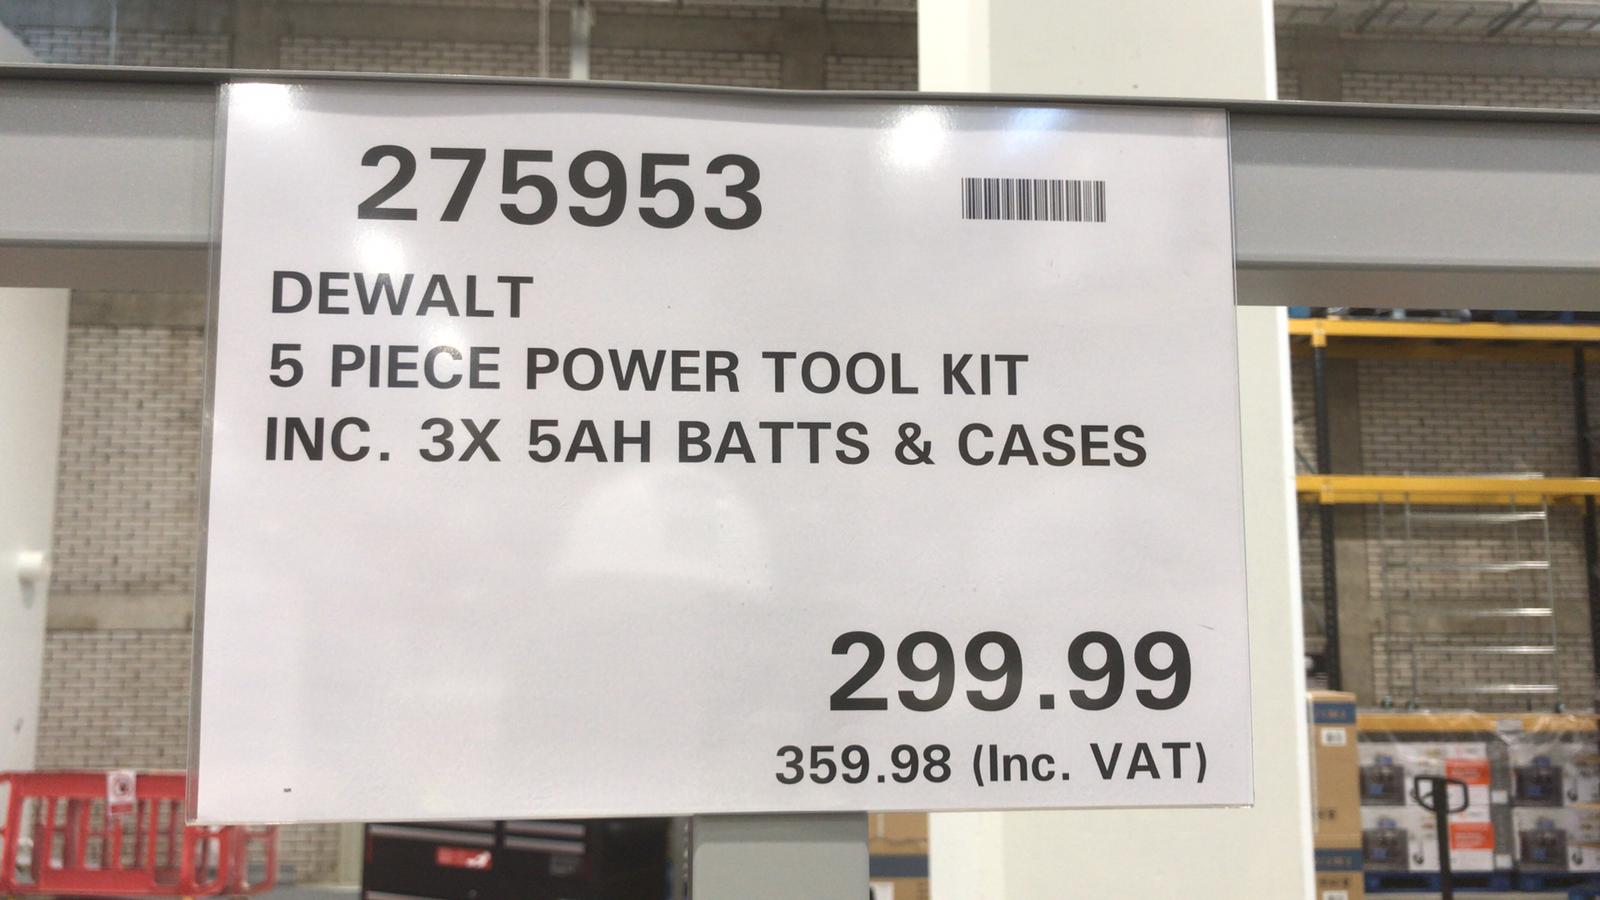 275953
DEWALT
5 PIECE POWER TOOL KIT
INC. 3X 5AH BATTS & CASES
299.99
359.98 (Inc. VAT)